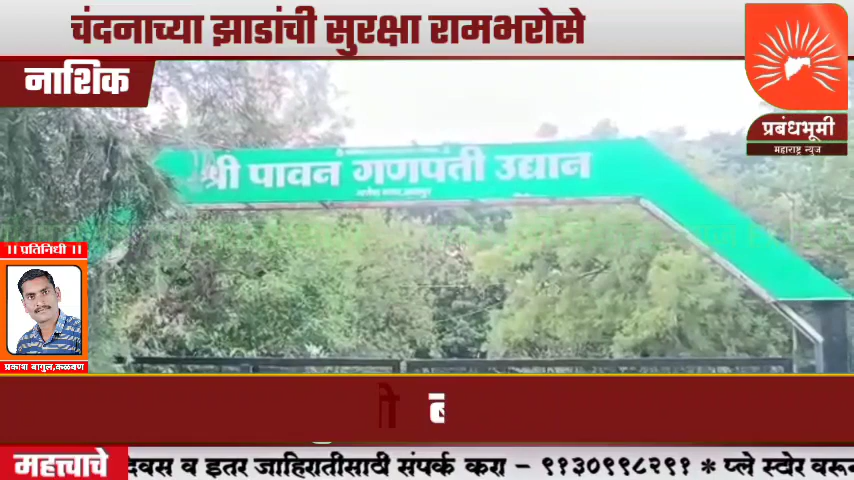 चंदनाच्या झाडांची सुरक्षा रामभरोसे
नाशिक
प्रबंधभूमी
महाराष्ट्र न्युज
श्री पावन गणपती उद्यान
।। प्रतिनिधी ।।
प्रकाश बागुल,कळवण
महत्त्वाचे
दिवस व इतर जाहिरातींसाठी संपर्क करा - ९१३०९९८२९१ * प्ले स्टोर वरून